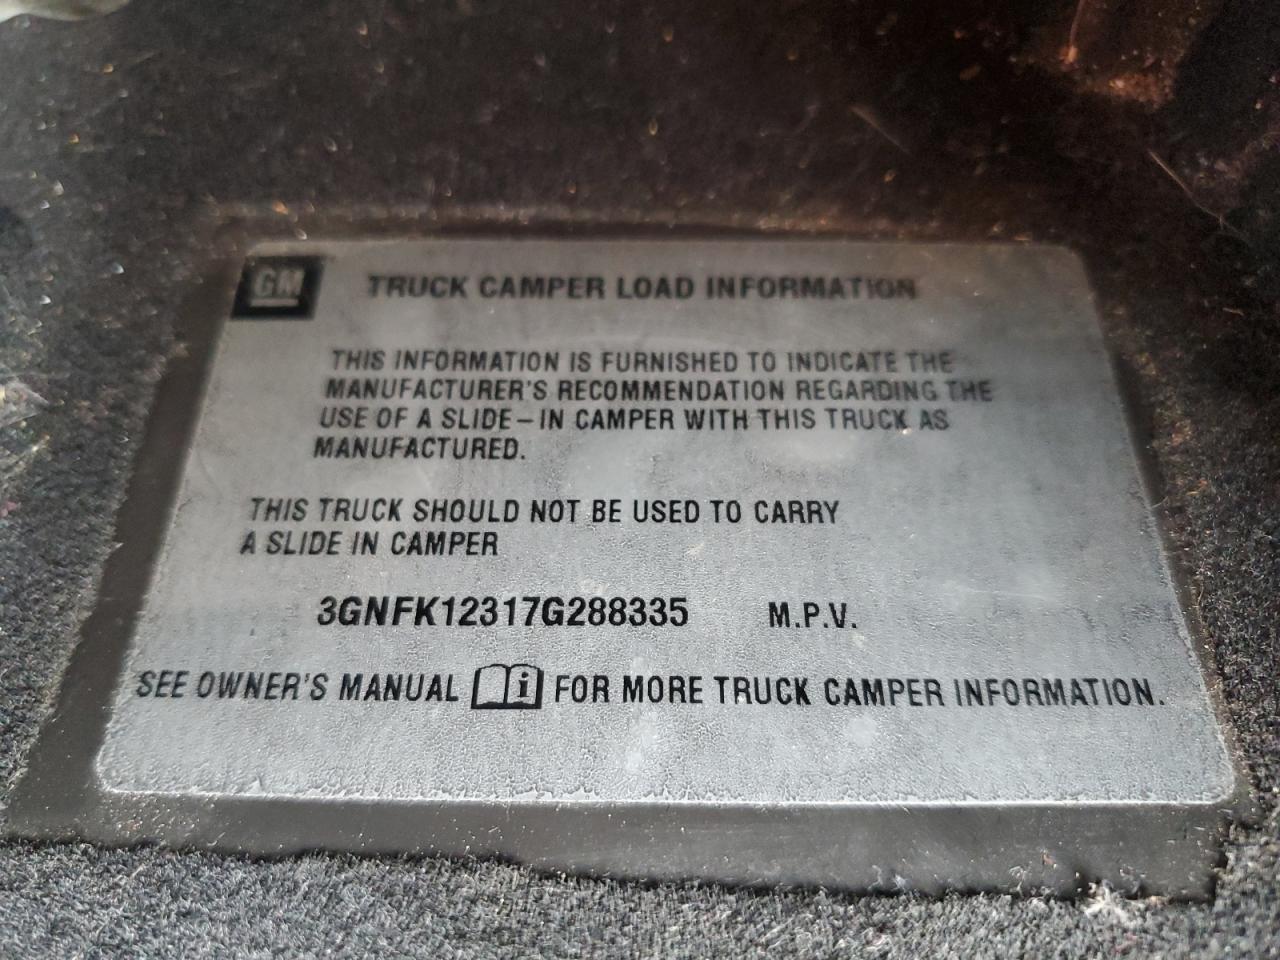 GM TRUCK CAMPER LOAD INFORMATION
THIS INFORMATION IS FURNISHED TO INDICATE THE
MANUFACTURER'S RECOMMENDATION REGARDING THE
USE OF A SLIDE–IN CAMPER WITH THIS TRUCK AS
MANUFACTURED.
THIS TRUCK SHOULD NOT BE USED TO CARRY
A SLIDE IN CAMPER
3GNFK12317G288335 M.P.V.
SEE OWNER'S MANUAL i FOR MORE TRUCK CAMPER INFORMATION.